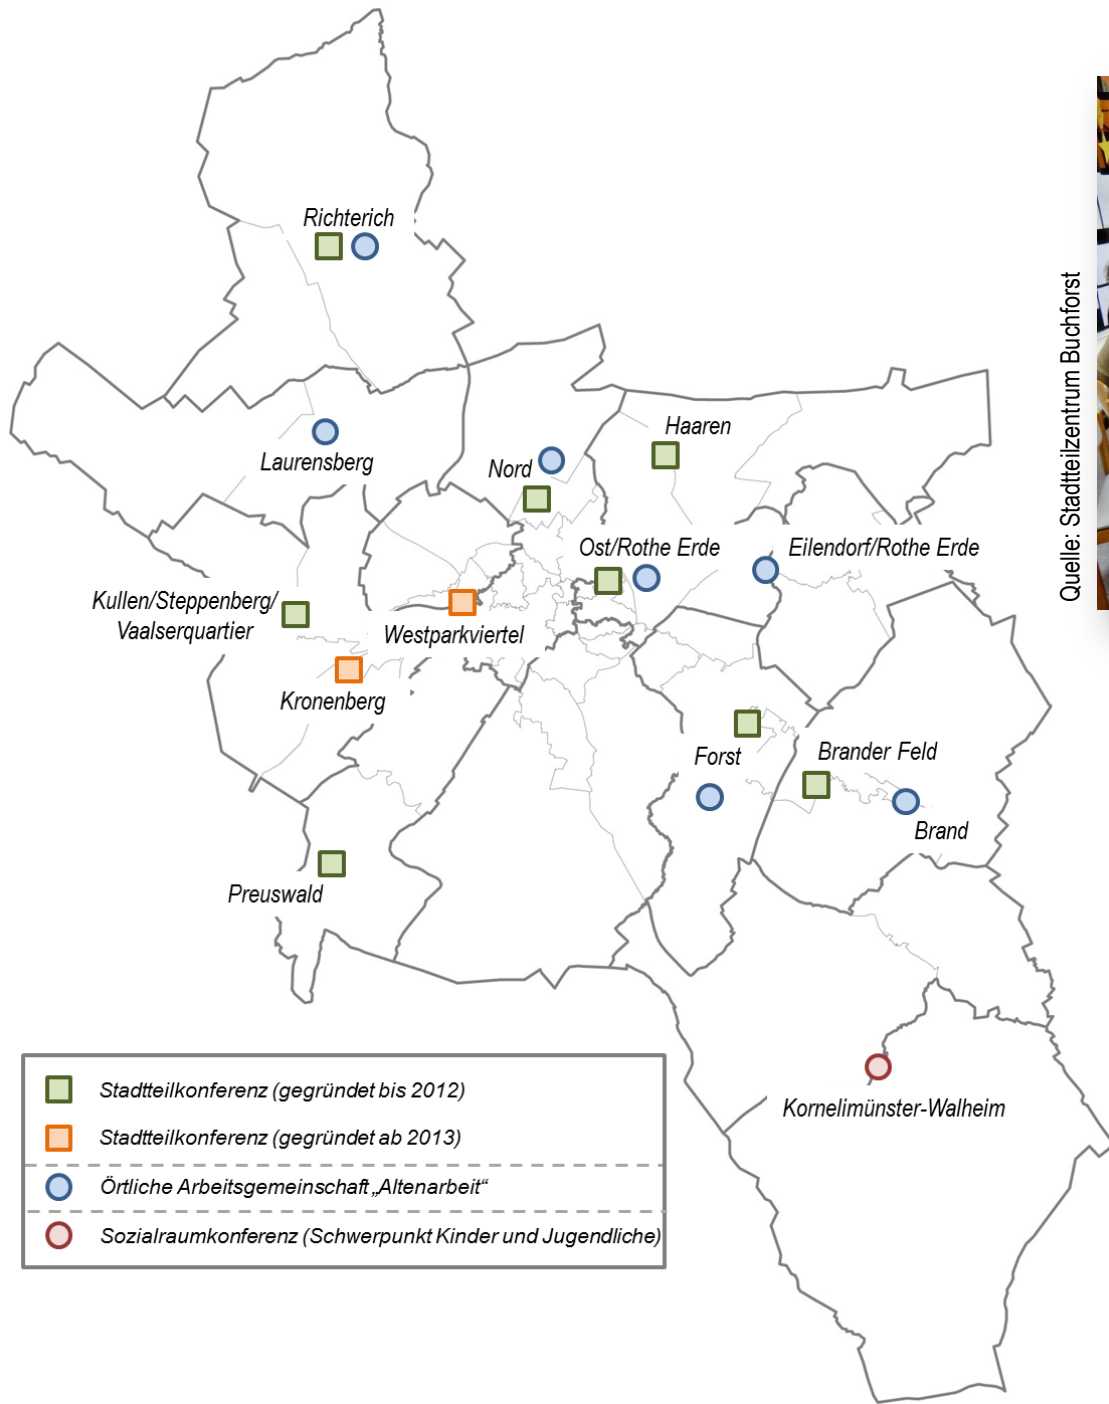 Richterich
Laurensberg
Nord
Haaren
Ost/Rothe Erde
Eilendorf/Rothe Erde
Kullen/Steppenberg/
Vaalserquartier
Westparkviertel
Kronenberg
Forst
Brander Feld
Brand
Preuswald
Kornelimünster-Walheim
Stadtteilkonferenz (gegründet bis 2012)
Stadtteilkonferenz (gegründet ab 2013)
Örtliche Arbeitsgemeinschaft „Altenarbeit“
Sozialraumkonferenz (Schwerpunkt Kinder und Jugendliche)
Quelle: Stadtteilzentrum Buchforst